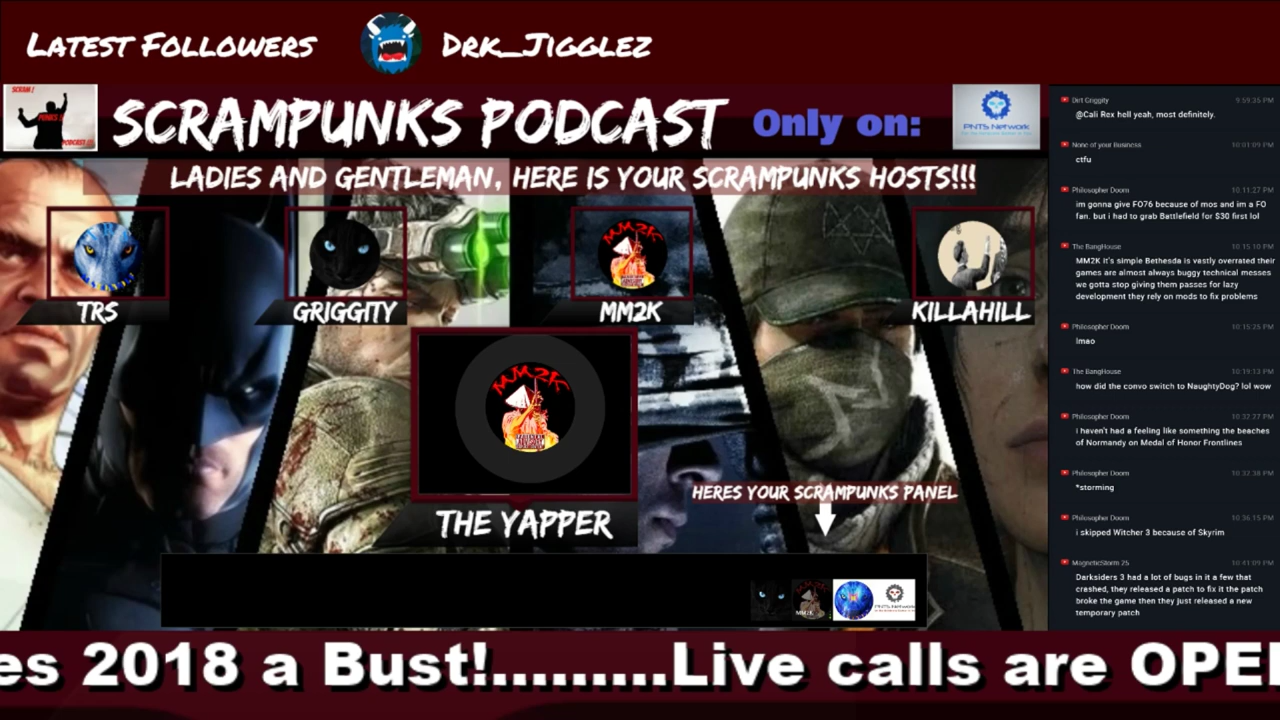 Latest Followers
Drk_Jigglez
SCRAM!
PUNKS
PODCAST
SCRAMPUNKS PODCAST
Only on:
PNTS Network
LADIES AND GENTLEMAN, HERE IS YOUR SCRAMPUNKS HOSTS!!!
TRS
GRIGGITY
MM2K
MM2K
KILLAHILL
MM2K
THE YAPPER
HERES YOUR SCRAMPUNKS PANEL
MM2K
PNTS Network
Dirt Griggity 9:59:35 PM
@Cali Rex hell yeah, most definitely.
None of your Business 10:01:09 PM
ctfu
Philosopher Doom 10:11:27 PM
im gonna give FO76 because of mos and im a FO
fan. but i had to grab Battlefield for $30 first lol
The BangHouse 10:15:10 PM
MM2K it's simple Bethesda is vastly overrated their
games are almost always buggy technical messes
we gotta stop giving them passes for lazy
development they rely on mods to fix problems
Philosopher Doom 10:15:25 PM
lmao
The BangHouse 10:19:13 PM
how did the convo switch to NaughtyDog? lol wow
Philosopher Doom 10:32:27 PM
i haven't had a feeling like something the beaches
of Normandy on Medal of Honor Frontlines
Philosopher Doom 10:32:38 PM
*storming
Philosopher Doom 10:36:15 PM
i skipped Witcher 3 because of Skyrim
MagneticStorm 25 10:41:09 PM
Darksiders 3 had a lot of bugs in it a few that
crashed, they released a patch to fix it the patch
broke the game then they just released a new
temporary patch
es 2018 a Bust!.........Live calls are OPE